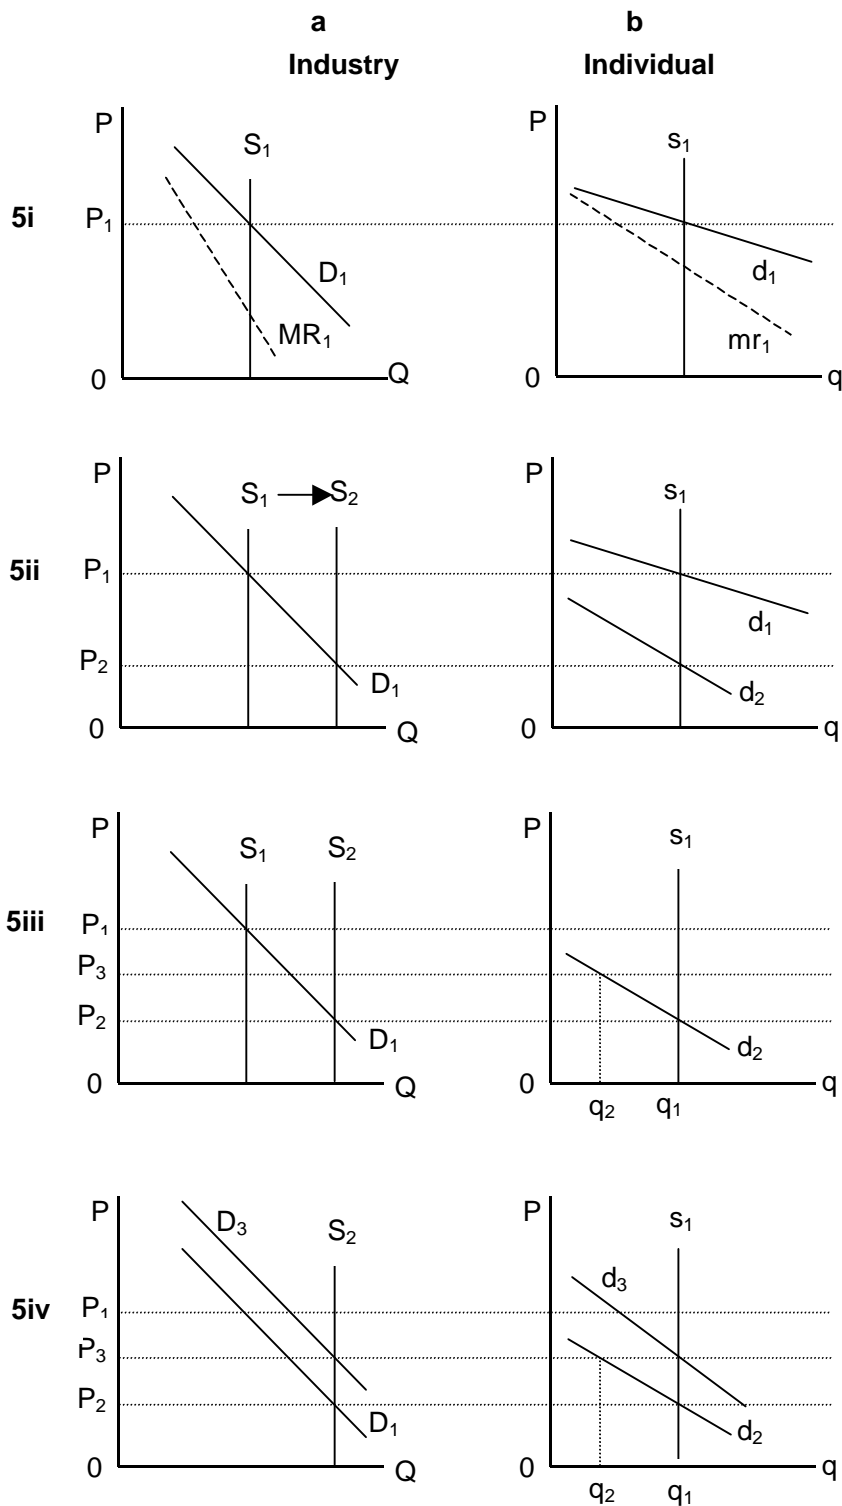 a b
Industry Individual
5i
P S₁
P₁
D₁
MR₁
0 Q
P s₁
d₁
mr₁
0 q
5ii
P S₁ S₂
P₁
P₂
D₁
0 Q
P s₁
d₁
d₂
0 q
5iii
P S₁ S₂
P₁
P₃
P₂
D₁
0 Q
P s₁
d₂
0 q
q₂ q₁
5iv
P D₃ S₂
P₁
P₃
P₂
D₁
0 Q
P s₁
d₃
d₂
0 q
q₂ q₁